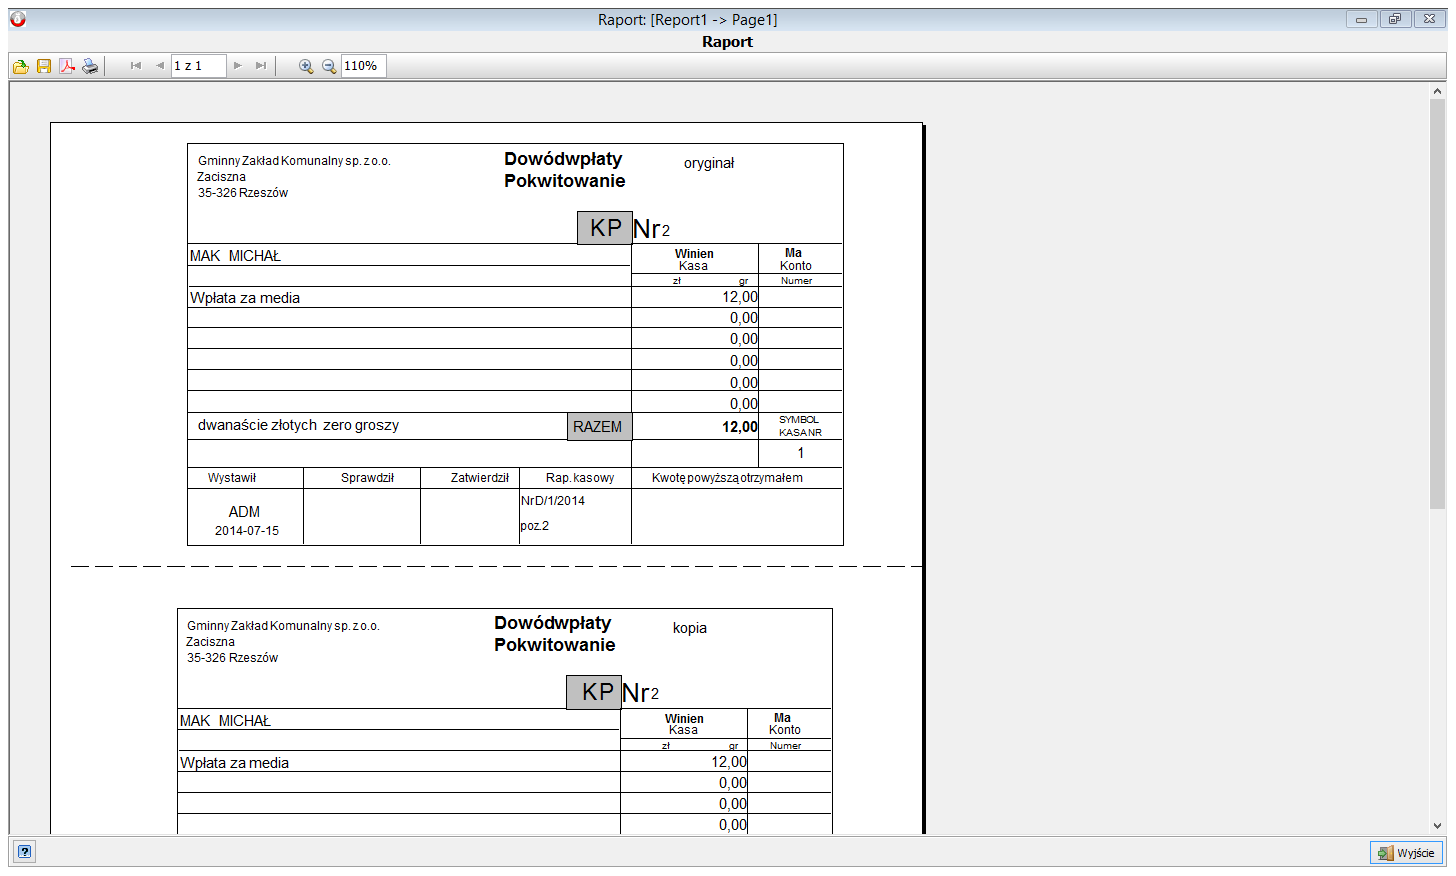 Raport: [Report1 -> Page1]
Raport
1 z 1
110%
Gminny Zakład Komunalny sp. z o.o.
Zaciszna
35-326 Rzeszów
Dowódwpłaty
Pokwitowanie
oryginał
KP Nr 2
MAK MICHAŁ
Winien
Kasa
Ma
Konto
zł gr Numer
Wpłata za media 12,00
0,00
0,00
0,00
0,00
0,00
dwanaście złotych zero groszy RAZEM 12,00
SYMBOL
KASA NR
1
Wystawił Sprawdził Zatwierdził Rap. kasowy Kwotę powyższą otrzymałem
ADM
2014-07-15
Nr D/1/2014
poz.2
Gminny Zakład Komunalny sp. z o.o.
Zaciszna
35-326 Rzeszów
Dowódwpłaty
Pokwitowanie
kopia
KP Nr 2
MAK MICHAŁ
Winien
Kasa
Ma
Konto
zł gr Numer
Wpłata za media 12,00
0,00
0,00
0,00
?
Wyjście